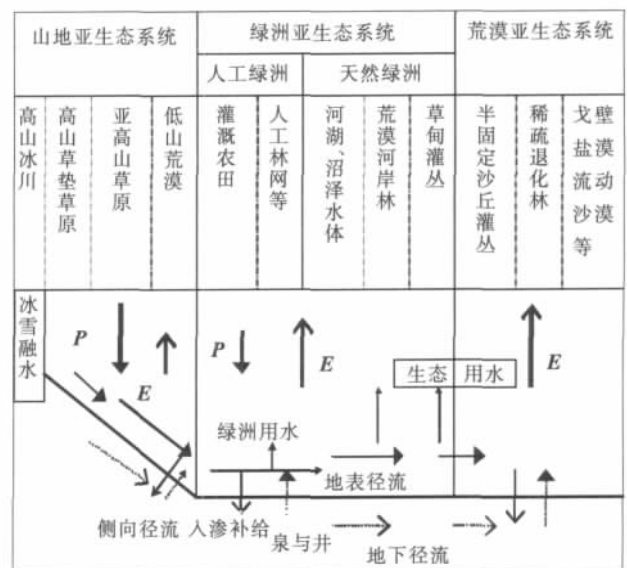 山地亚生态系统
绿洲亚生态系统
荒漠亚生态系统
人工绿洲
天然绿洲
高山冰川
高山草垫草原
亚高山草原
低山荒漠
灌溉农田
人工林网等
河湖、沼泽水体
荒漠河岸林
草甸灌丛
半固定沙丘灌丛
稀疏退化林
戈壁
盐漠
流动
沙漠
等
冰雪融水
P
E
P
E
生态用水
E
绿洲用水
地表径流
侧向径流
入渗补给
泉与井
地下径流